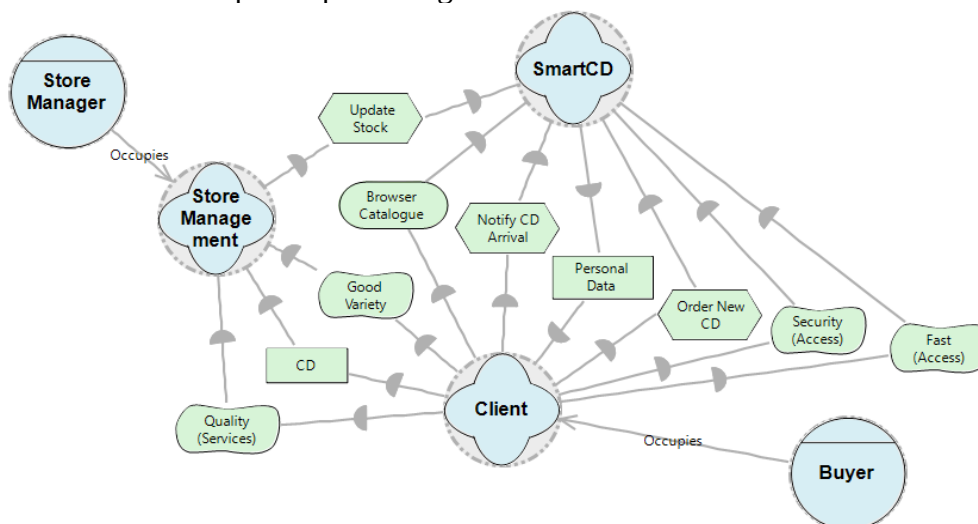 Store
Manager
SmartCD
Update
Stock
Occupies
Store
Manage
ment
Browser
Catalogue
Notify CD
Arrival
Good
Variety
Personal
Data
Order New
CD
Security
(Access)
Fast
(Access)
CD
Quality
(Services)
Client
Occupies
Buyer